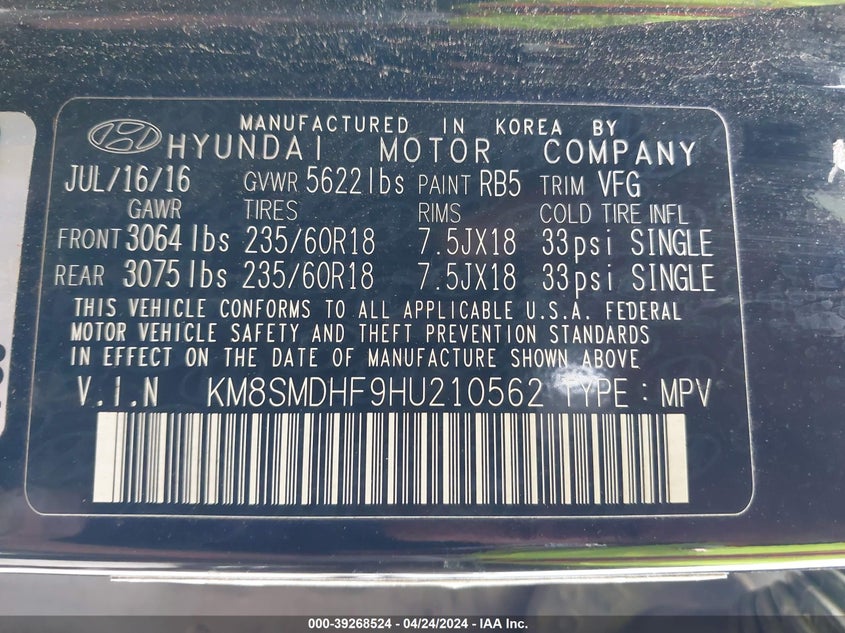 MANUFACTURED IN KOREA BY
HYUNDAI MOTOR COMPANY
JUL/16/16 GVWR 5622lbs PAINT RB5 TRIM VFG
GAWR TIRES RIMS COLD TIRE INFL
FRONT 3064lbs 235/60R18 7.5JX18 33psi SINGLE
REAR 3075lbs 235/60R18 7.5JX18 33psi SINGLE
THIS VEHICLE CONFORMS TO ALL APPLICABLE U.S.A. FEDERAL
MOTOR VEHICLE SAFETY AND THEFT PREVENTION STANDARDS
IN EFFECT ON THE DATE OF MANUFACTURE SHOWN ABOVE
V.I.N KM8SMDHF9HU210562 TYPE : MPV
000-39268524 - 04/24/2024 - IAA Inc.